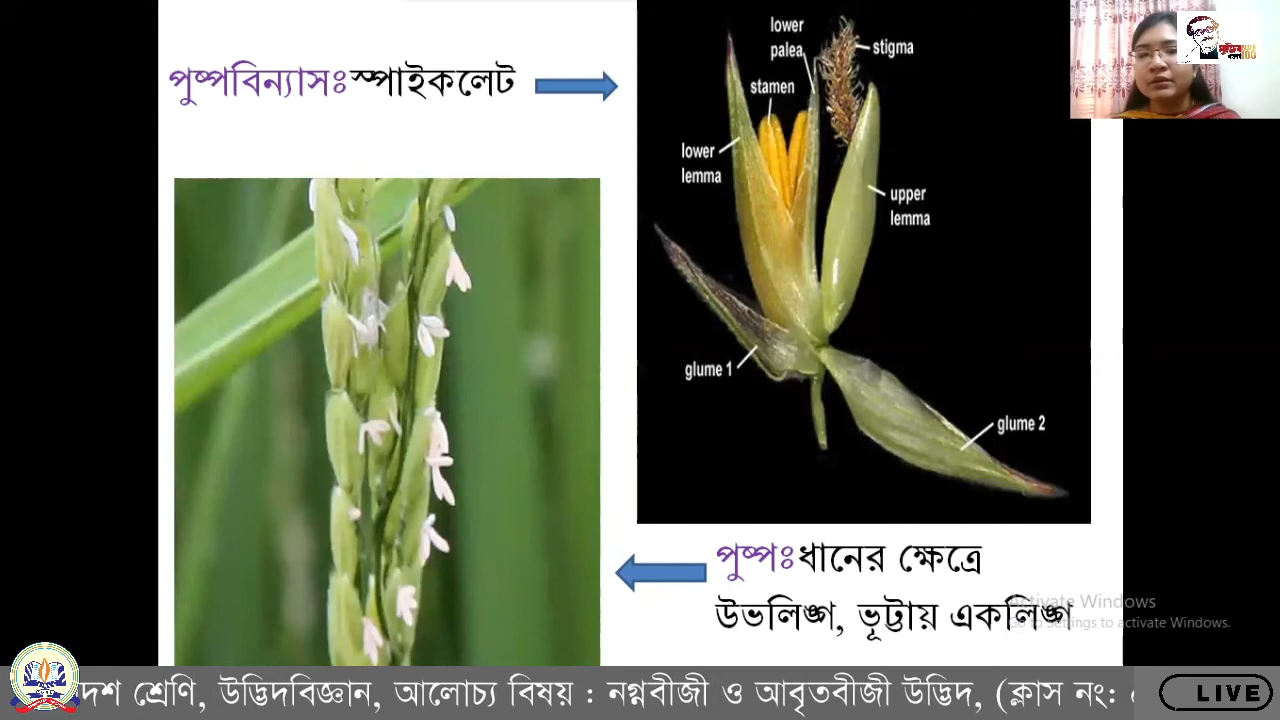 পুষ্পবিন্যাসঃস্পাইকলেট
lower
palea
stigma
stamen
lower
lemma
upper
lemma
glume 1
glume 2
পুষ্পঃধানের ক্ষেত্রে
উভলিঙ্গ, ভূট্টায় একলিঙ্গ
Activate Windows
Go to Settings to activate Windows.
দশ শ্রেণি, উদ্ভিদবিজ্ঞান, আলোচ্য বিষয় : নগ্নবীজী ও আবৃতবীজী উদ্ভিদ, (ক্লাস নং:
LIVE